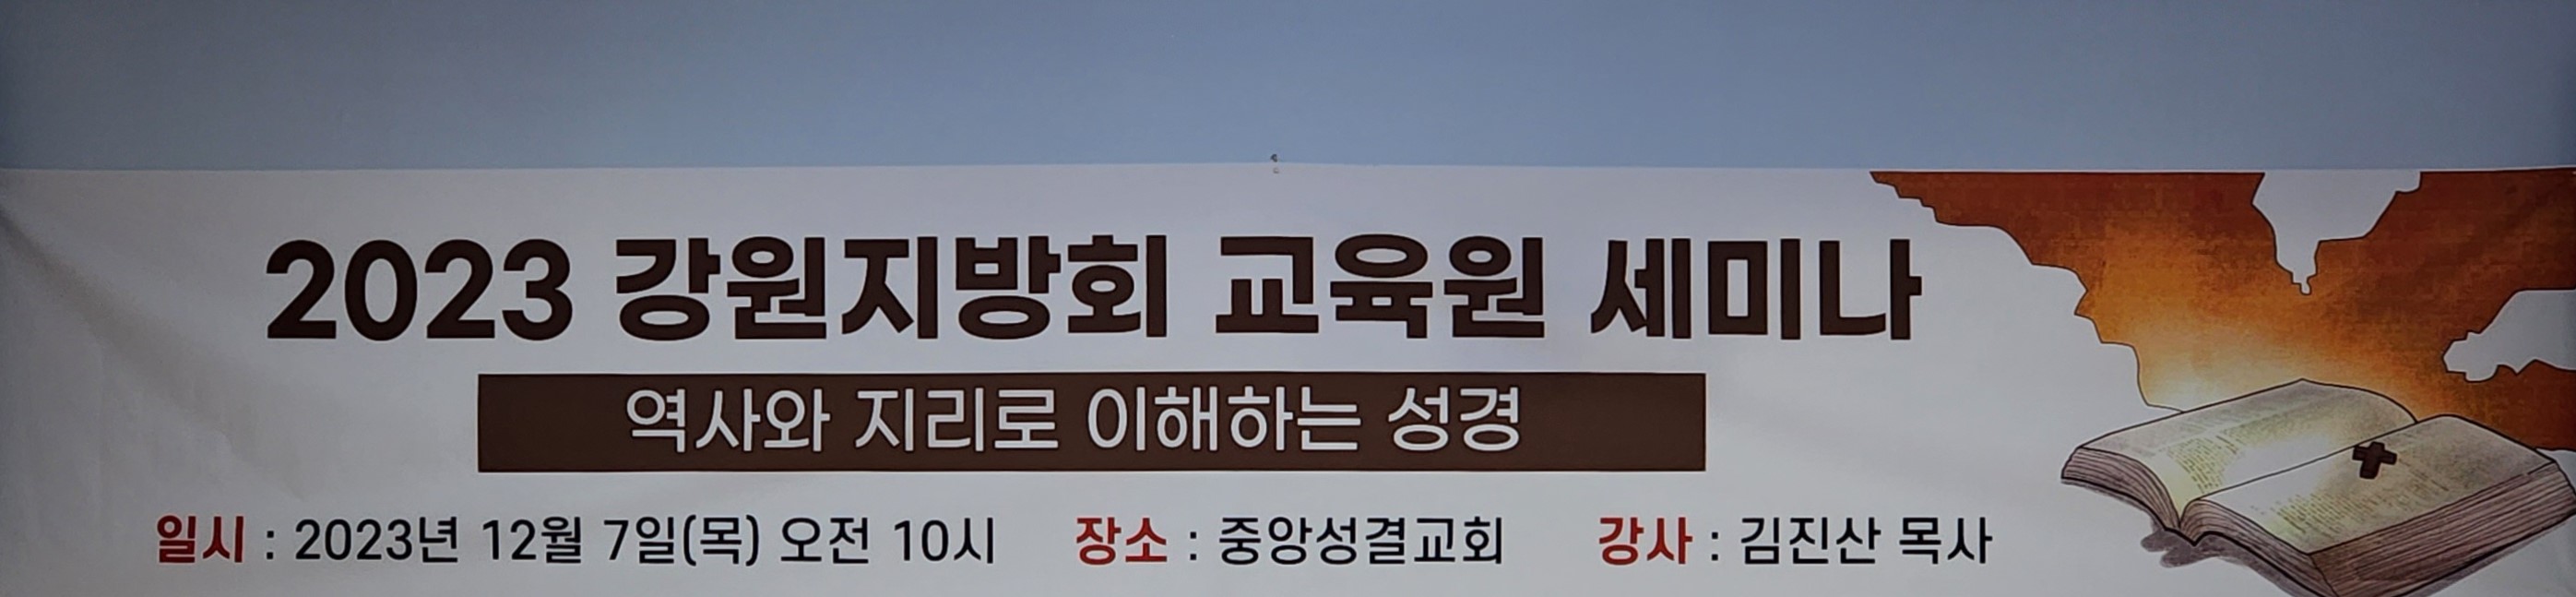 2023 강원지방회 교육원 세미나
역사와 지리로 이해하는 성경
일시 : 2023년 12월 7일(목) 오전 10시 장소 : 중앙성결교회 강사 : 김진산 목사